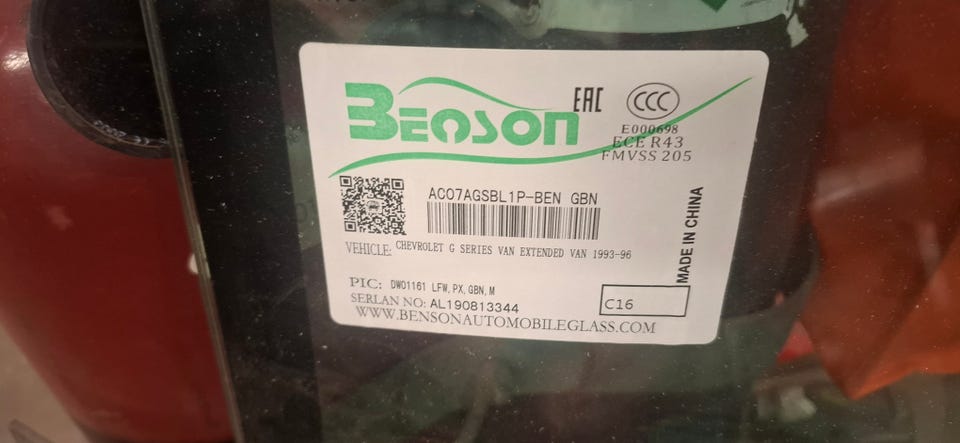 BENSON
EAC
CCC
E000698
ECE R43
FMVSS 205
AC07AGSBL1P-BEN GBN
VEHICLE: CHEVROLET G SERIES VAN EXTENDED VAN 1993-96
MADE IN CHINA
PIC: DW01161 LFW,PX,GBN,M
SERLAN NO: AL190813344
C16
WWW.BENSONAUTOMOBILEGLASS.COM